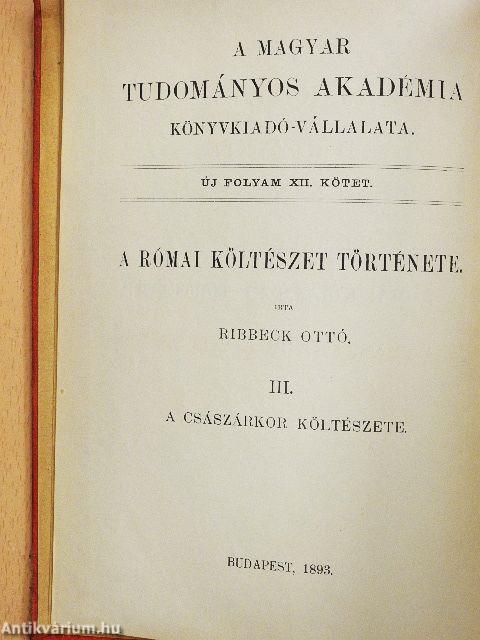 A MAGYAR
TUDOMÁNYOS AKADÉMIA
KÖNYVKIADÓ-VÁLLALATA.
ÚJ FOLYAM XII. KÖTET.
A RÓMAI KÖLTÉSZET TÖRTÉNETE.
IRTA
RIBBECK OTTÓ.
III.
A CSÁSZÁRKOR KÖLTÉSZETE.
BUDAPEST, 1893.
Antikvárium.hu